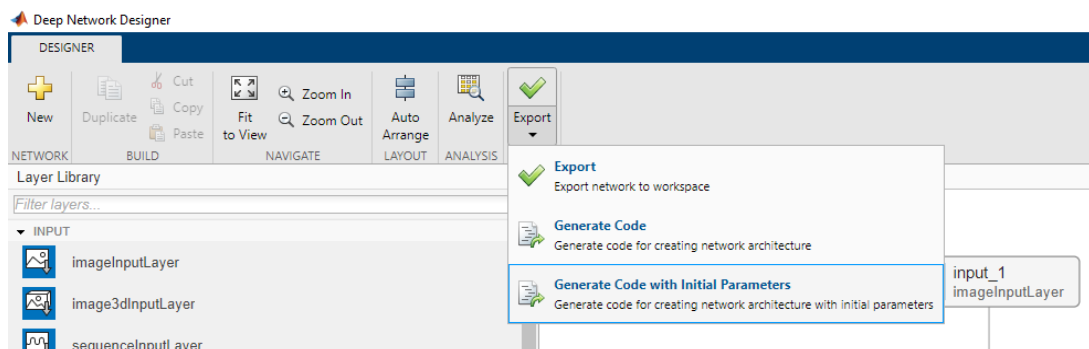 Deep Network Designer
DESIGNER
New
Duplicate
Cut
Copy
Paste
Fit
to View
Zoom In
Zoom Out
Auto
Arrange
Analyze
Export
NETWORK
BUILD
NAVIGATE
LAYOUT
ANALYSIS
Layer Library
Filter layers...
INPUT
imageInputLayer
image3dInputLayer
sequenceInputLayer
Export
Export network to workspace
Generate Code
Generate code for creating network architecture
Generate Code with Initial Parameters
Generate code for creating network architecture with initial parameters
input_1
imageInputLayer